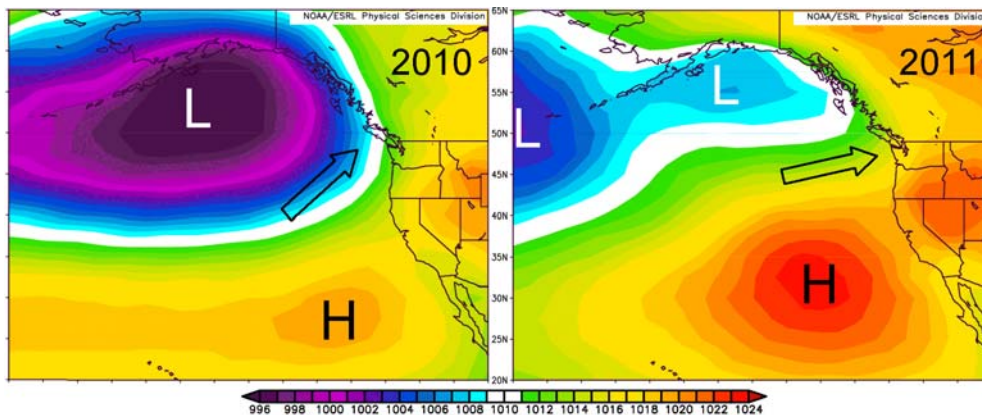 NOAA/ESRL Physical Sciences Division
2010
L
H
65N
60N
55N
50N
45N
40N
35N
30N
25N
20N
NOAA/ESRL Physical Sciences Division
2011
L
L
H
996 998 1000 1002 1004 1006 1008 1010 1012 1014 1016 1018 1020 1022 1024